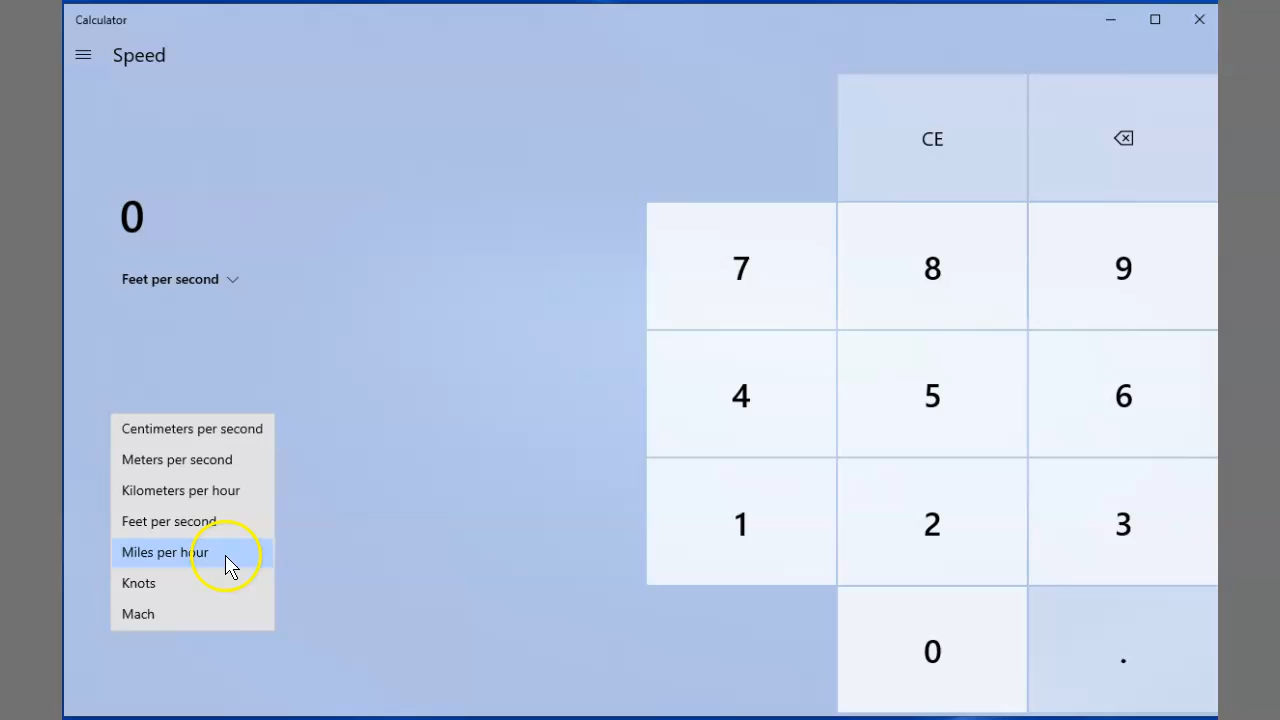 Calculator
Speed
CE
0
Feet per second
7 8 9
4 5 6
1 2 3
0 .
Centimeters per second
Meters per second
Kilometers per hour
Feet per second
Miles per hour
Knots
Mach